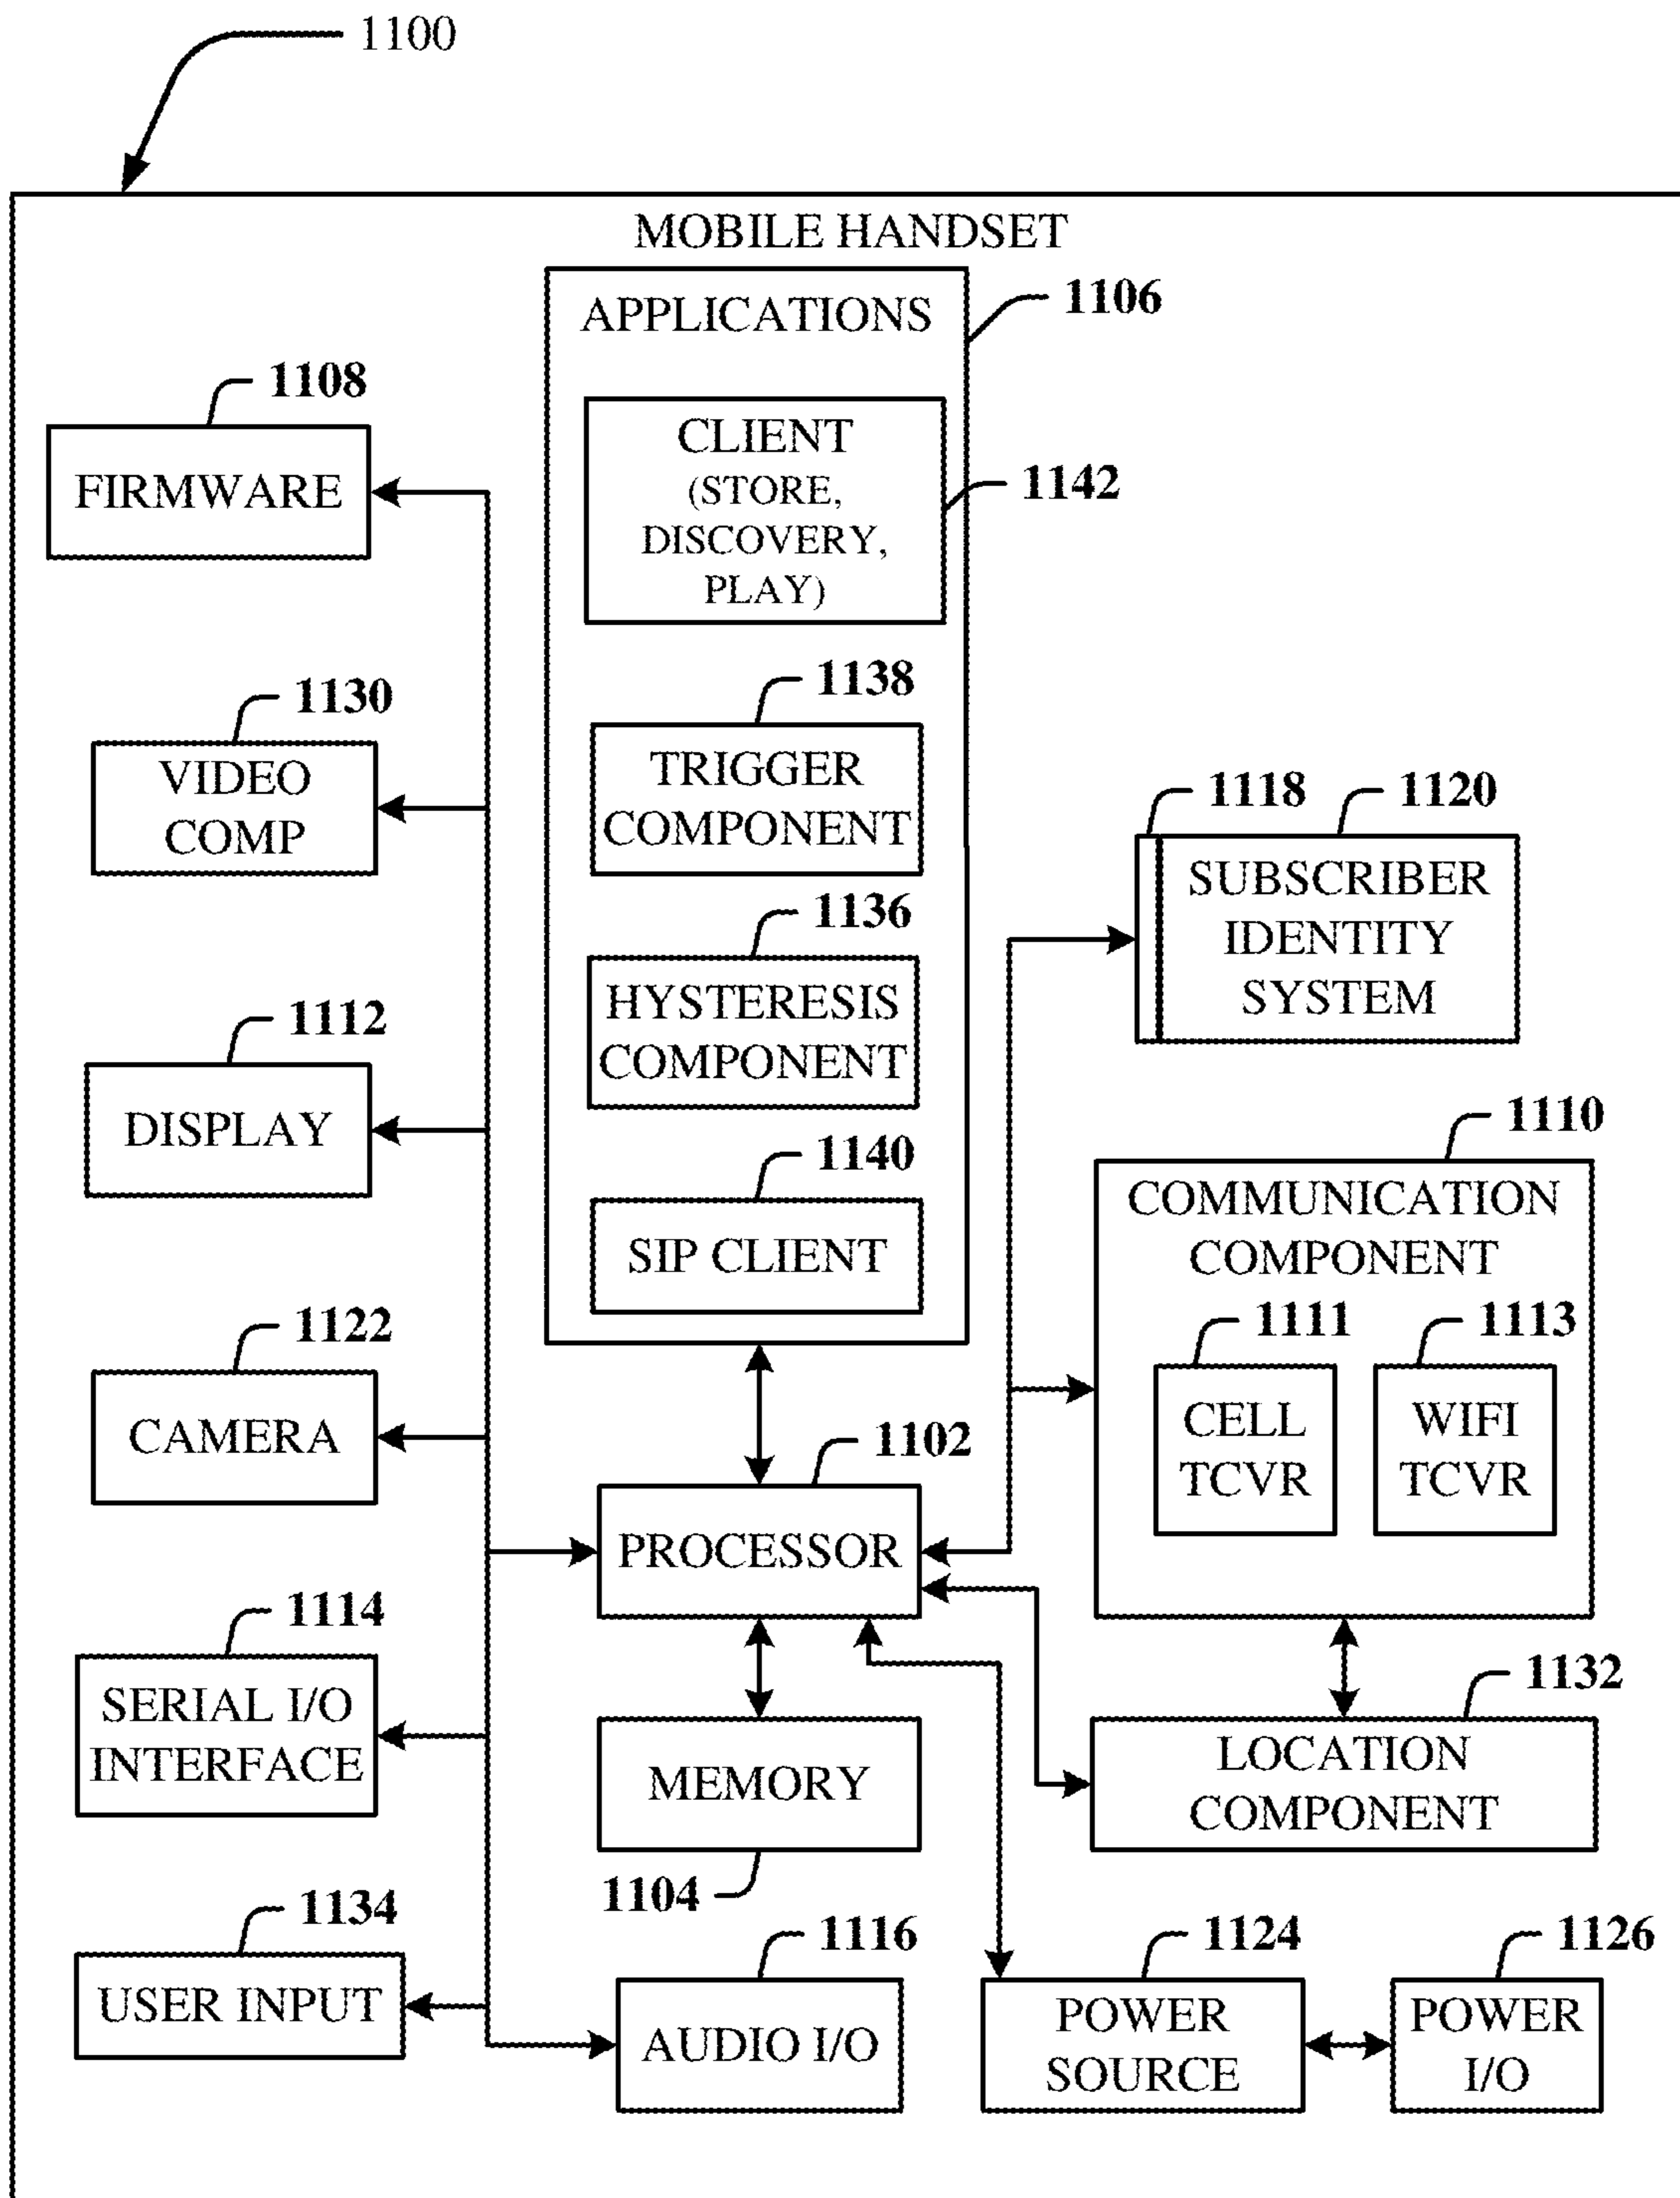 1100
MOBILE HANDSET
APPLICATIONS
1106
1108
FIRMWARE
CLIENT
(STORE,
DISCOVERY,
PLAY)
1142
1130
VIDEO
COMP
1138
TRIGGER
COMPONENT
1118
1120
SUBSCRIBER
IDENTITY
SYSTEM
1136
HYSTERESIS
COMPONENT
1112
DISPLAY
1140
SIP CLIENT
1110
COMMUNICATION
COMPONENT
1111
CELL
TCVR
1113
WIFI
TCVR
1122
CAMERA
1102
PROCESSOR
1114
SERIAL I/O
INTERFACE
MEMORY
1104
1132
LOCATION
COMPONENT
1134
USER INPUT
1116
AUDIO I/O
1124
POWER
SOURCE
1126
POWER
I/O